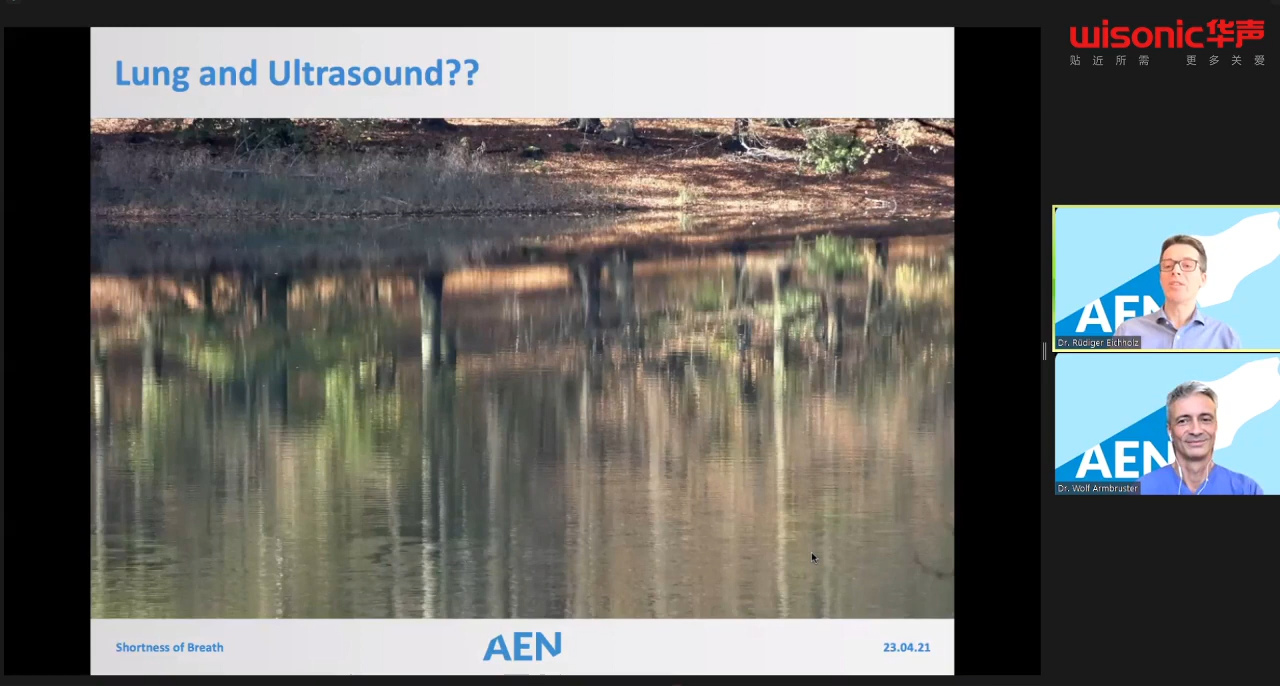 Lung and Ultrasound??
wisonic华声
贴近所需 更多关爱
AEN
Dr. Rüdiger Eichholz
AEN
Dr. Wolf Armbruster
Shortness of Breath
AEN
23.04.21